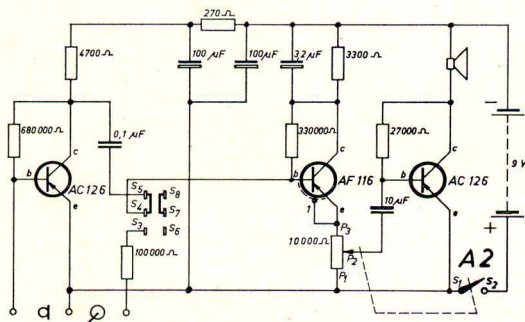 270 Ω
4700 Ω
100 µF
100 µF
3,2 µF
3300 Ω
680 000 Ω
0,1 µF
330000 Ω
27000 Ω
9 V
b
c
e
AC 126
S5
S8
S4
S7
S3
S6
100 000 Ω
b
c
e
AF 116
1
P3
10 000 Ω
P2
P1
10 µF
b
c
e
AC 126
A2
S1
S2